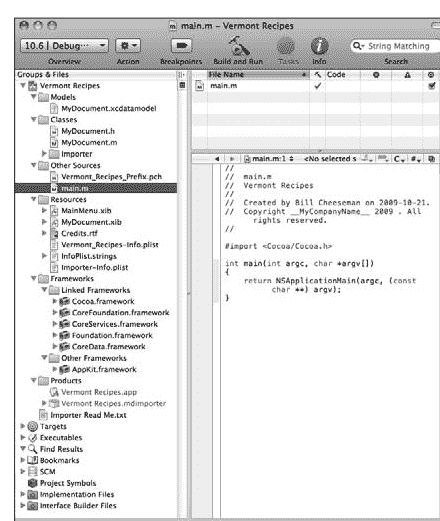 main.m – Vermont Recipes
10.6 | Debug··· String Matching
Overview Action Breakpoints Build and Run Tasks Info Search
Groups & Files File Name Code
Vermont Recipes main.m
Models
MyDocument.xcdatamodel
Classes
MyDocument.h
MyDocument.m
Importer
Other Sources
Vermont_Recipes_Prefix.pch
main.m
Resources
MainMenu.xib
MyDocument.xib
Credits.rtf
Vermont_Recipes-Info.plist
InfoPlist.strings
Importer-Info.plist
Frameworks
Linked Frameworks
Cocoa.framework
CoreFoundation.framework
CoreServices.framework
Foundation.framework
CoreData.framework
Other Frameworks
AppKit.framework
Products
Vermont Recipes.app
Vermont Recipes.mdimporter
Importer Read Me.txt
Targets
Executables
Find Results
Bookmarks
SCM
Project Symbols
Implementation Files
Interface Builder Files
main.m:1 <No selected s C, #,
//
// main.m
// Vermont Recipes
//
// Created by Bill Cheeseman on 2009-10-21.
// Copyright __MyCompanyName__ 2009 . All
rights reserved.
//
#import <Cocoa/Cocoa.h>
int main(int argc, char *argv[])
{
return NSApplicationMain(argc, (const
char **) argv);
}